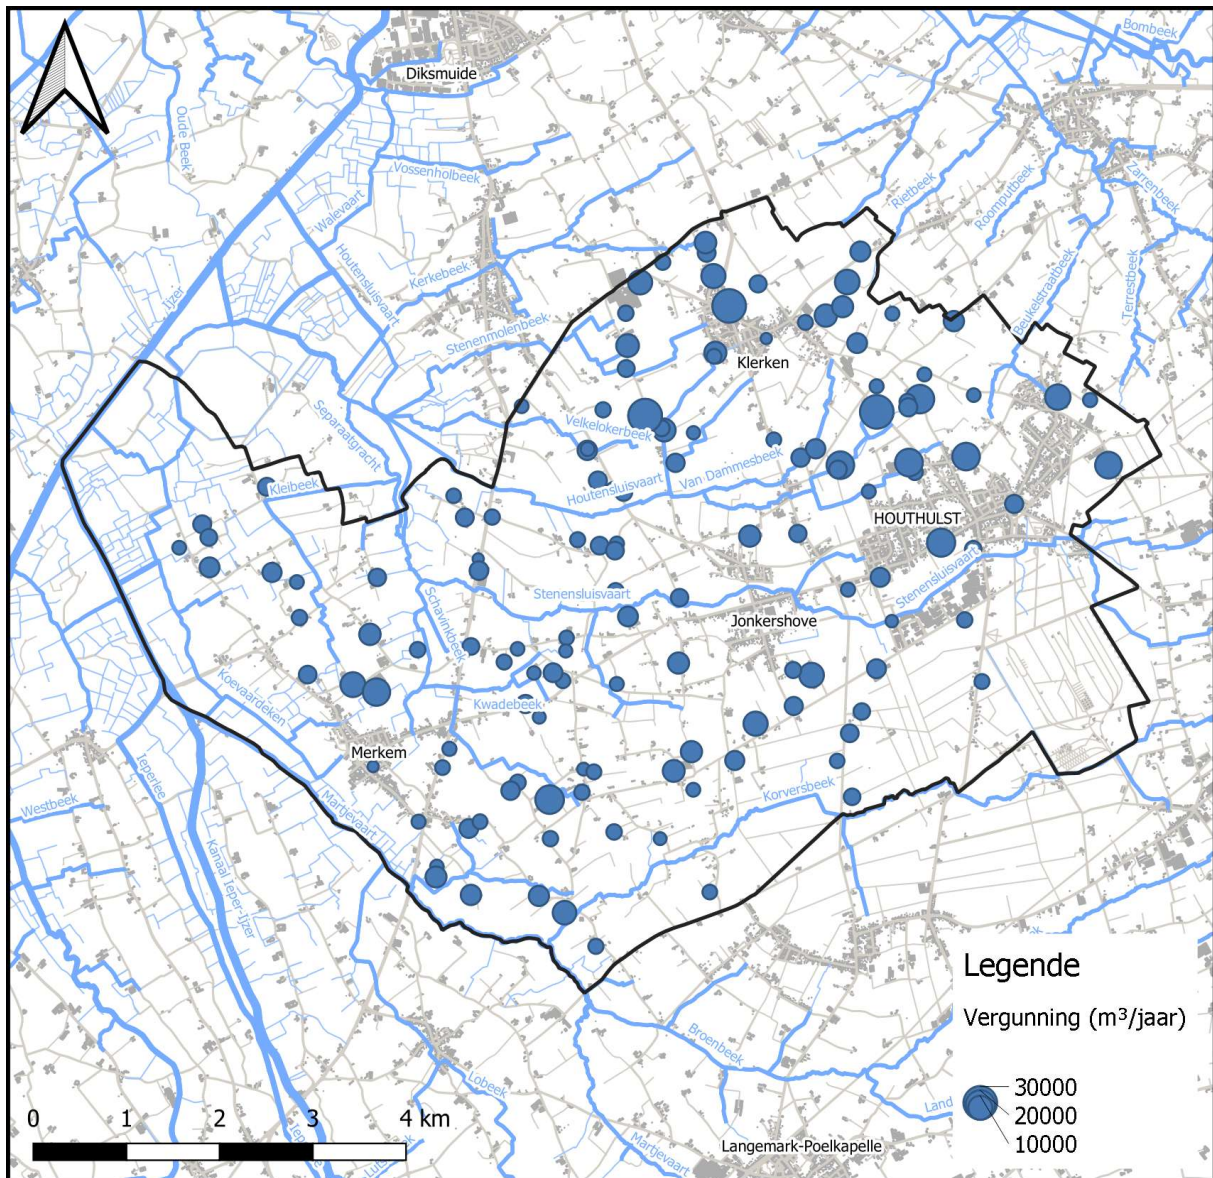 Bombeek
Diksmuide
Oude Beek
Vossenholbeek
Walevaart
Rietbeek
Roomputbeek
Zarrenbeek
Houtensluisvaart
Kerkebeek
IJzer
Beukelstraatbeek
Terrestbeek
Stenenmolenbeek
Klerken
Separaatgracht
Velkelokerbeek
Van Dammesbeek
Kleibeek
Houtensluisvaart
HOUTHULST
Stenensluisvaart
Stenensluisvaart
Schavinkbeek
Jonkershove
Koevaardeken
Kwadebeek
Merkem
Ieperlee
Martjevaart
Korversbeek
Westbeek
Kanaal Ieper-IJzer
Legende
Vergunning (m³/jaar)
Broenbeek
Lobeek
30000
20000
10000
Land
0 1 2 3 4 km
Martjevaart
Langemark-Poelkapelle